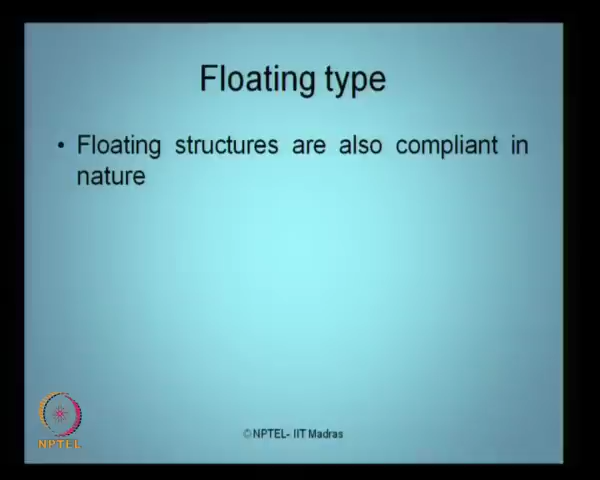 Floating type
• Floating structures are also compliant in
nature
NPTEL
©NPTEL- IIT Madras